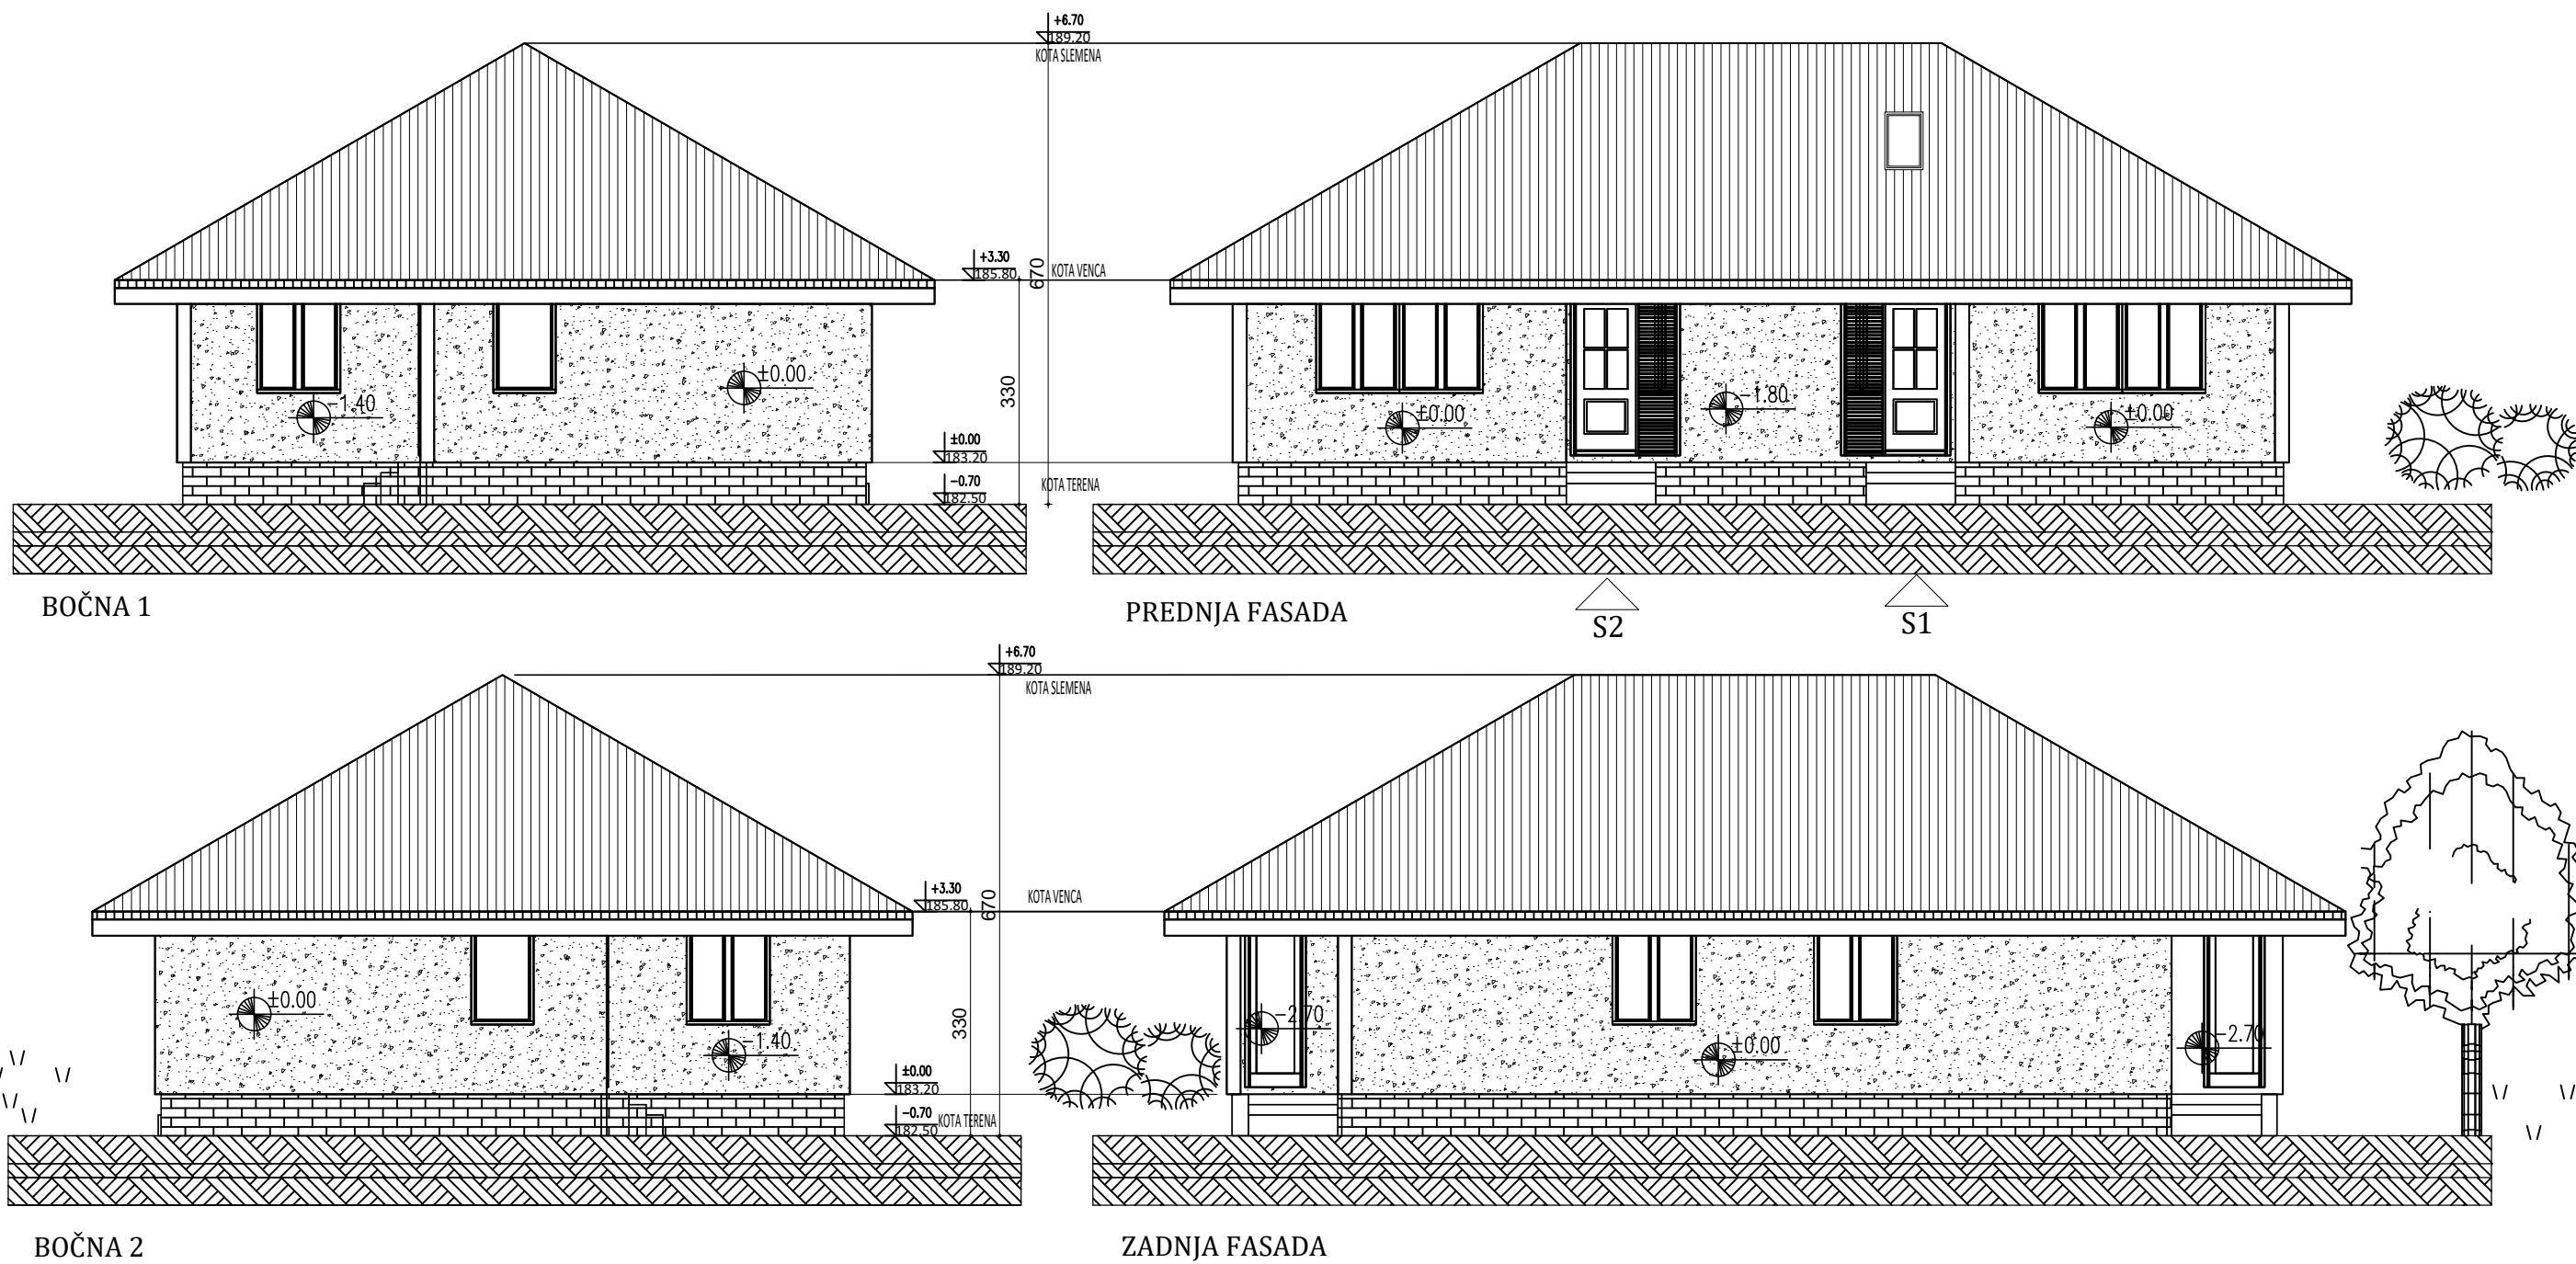 +6.70
189.20
KOTA SLEMENA
+3.30
185.80
KOTA VENCA
670
330
±0.00
-1.40
±0.00
183.20
-0.70
182.50
KOTA TERENA
±0.00
-1.80
±0.00
BOČNA 1
PREDNJA FASADA
S2
S1
+6.70
189.20
KOTA SLEMENA
+3.30
185.80
KOTA VENCA
670
330
±0.00
-1.40
±0.00
183.20
-0.70
182.50
KOTA TERENA
-2.70
±0.00
-2.70
BOČNA 2
ZADNJA FASADA